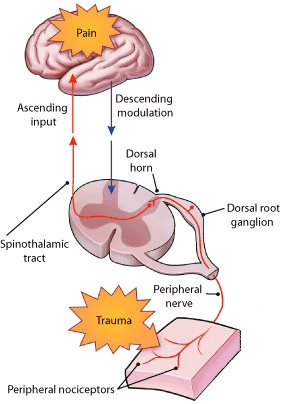 Pain
Ascending
input
Descending
modulation
Dorsal
horn
Dorsal root
ganglion
Spinothalamic
tract
Peripheral
nerve
Trauma
Peripheral nociceptors